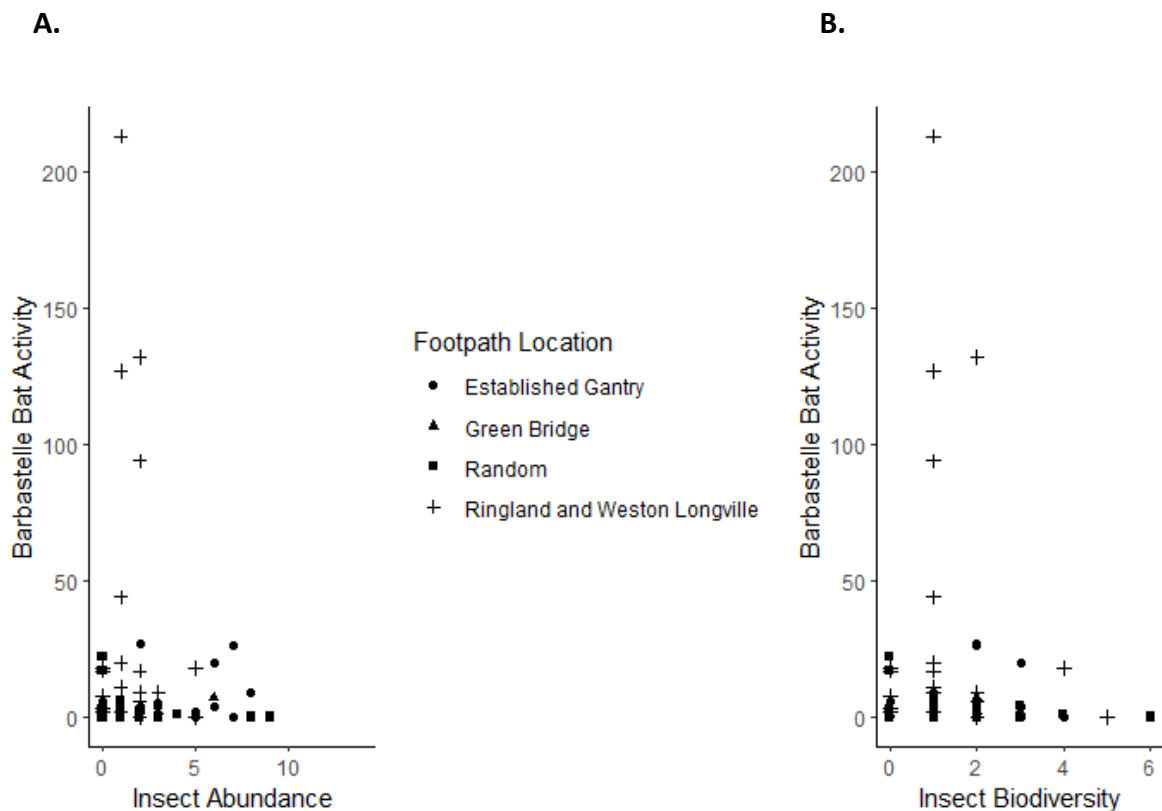 A.
B.
Barbastelle Bat Activity
200
150
100
50
0
0 5 10
Insect Abundance
Footpath Location
Established Gantry
Green Bridge
Random
Ringland and Weston Longville
Barbastelle Bat Activity
200
150
100
50
0
0 2 4 6
Insect Biodiversity